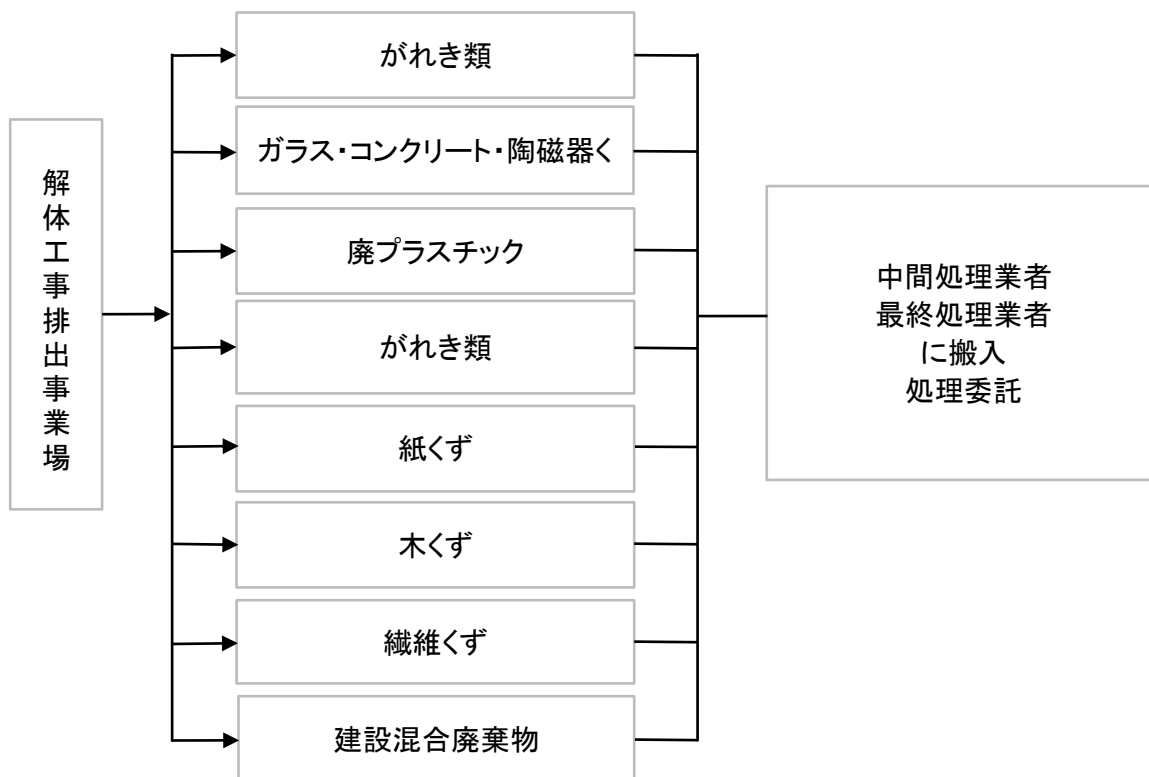 解体工事排出事業場
がれき類
ガラス・コンクリート・陶磁器く
廃プラスチック
がれき類
紙くず
木くず
繊維くず
建設混合廃棄物
中間処理業者
最終処理業者
に搬入
処理委託